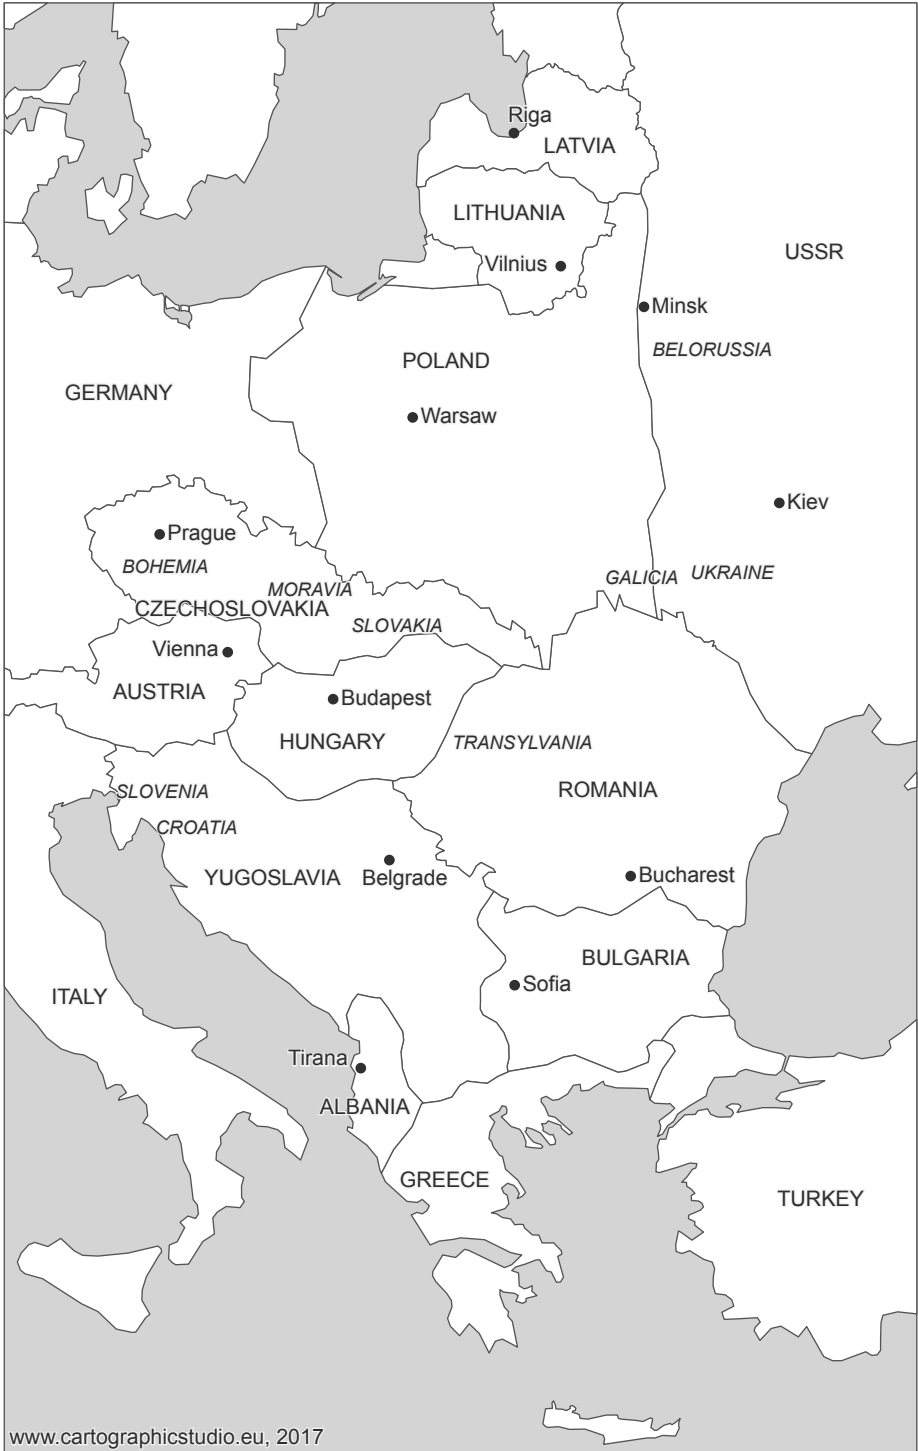 Riga
LATVIA
LITHUANIA
USSR
Vilnius
Minsk
BELORUSSIA
POLAND
GERMANY
Warsaw
Kiev
Prague
BOHEMIA
GALICIA
UKRAINE
MORAVIA
CZECHOSLOVAKIA
SLOVAKIA
Vienna
AUSTRIA
Budapest
HUNGARY
TRANSYLVANIA
SLOVENIA
ROMANIA
CROATIA
YUGOSLAVIA
Belgrade
Bucharest
BULGARIA
Sofia
ITALY
Tirana
ALBANIA
GREECE
TURKEY
www.cartographicstudio.eu, 2017